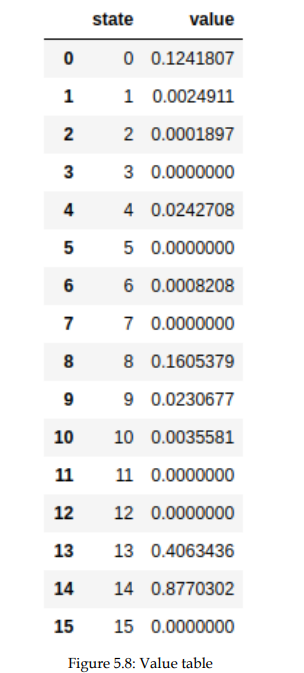 state value
0 0 0.1241807
1 1 0.0024911
2 2 0.0001897
3 3 0.0000000
4 4 0.0242708
5 5 0.0000000
6 6 0.0008208
7 7 0.0000000
8 8 0.1605379
9 9 0.0230677
10 10 0.0035581
11 11 0.0000000
12 12 0.0000000
13 13 0.4063436
14 14 0.8770302
15 15 0.0000000
Figure 5.8: Value table